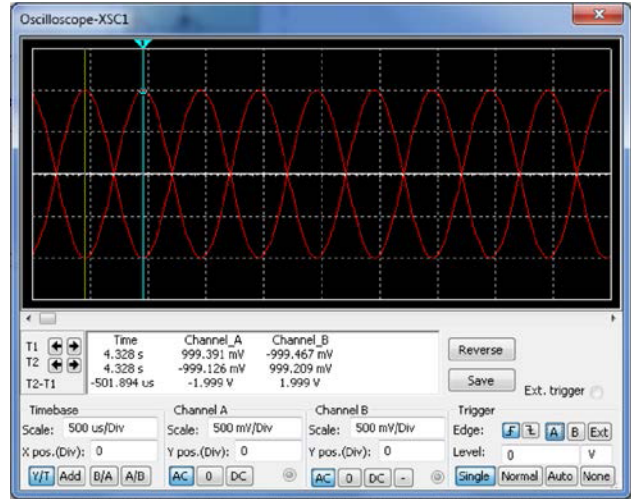 Oscilloscope-XSC1
1
Time Channel_A Channel_B
T1 4.328 s 999.391 mV -999.467 mV
T2 4.328 s -999.126 mV 999.209 mV
T2-T1 -501.894 us -1.999 V 1.999 V
Reverse
Save
Ext. trigger
Timebase Channel A Channel B Trigger
Scale: 500 us/Div Scale: 500 mV/Div Scale: 500 mV/Div Edge: A B Ext
X pos.(Div): 0 Y pos.(Div): 0 Y pos.(Div): 0 Level: 0 V
Y/T Add B/A A/B AC 0 DC AC 0 DC - Single Normal Auto None